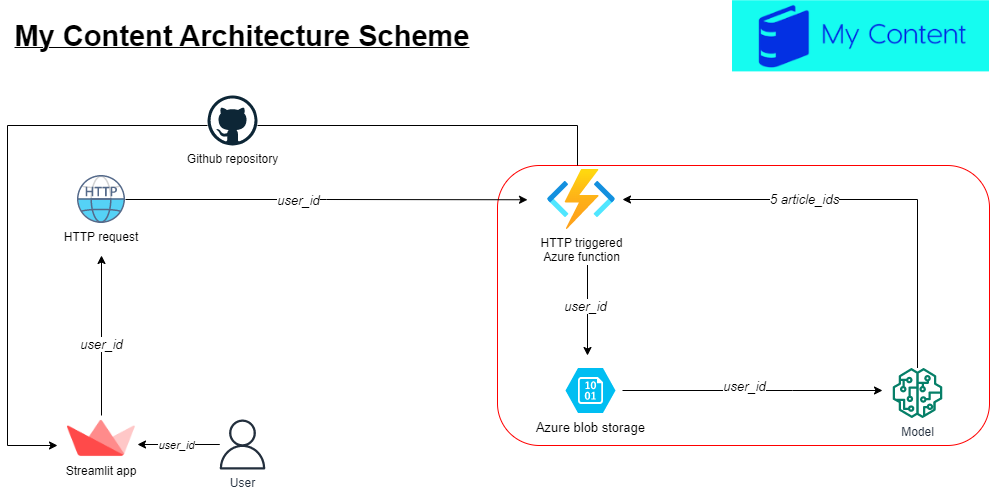 My Content Architecture Scheme
My Content
Github repository
HTTP
HTTP request
user_id
HTTP triggered
Azure function
5 article_ids
user_id
user_id
10
01
Azure blob storage
user_id
Model
Streamlit app
user_id
User